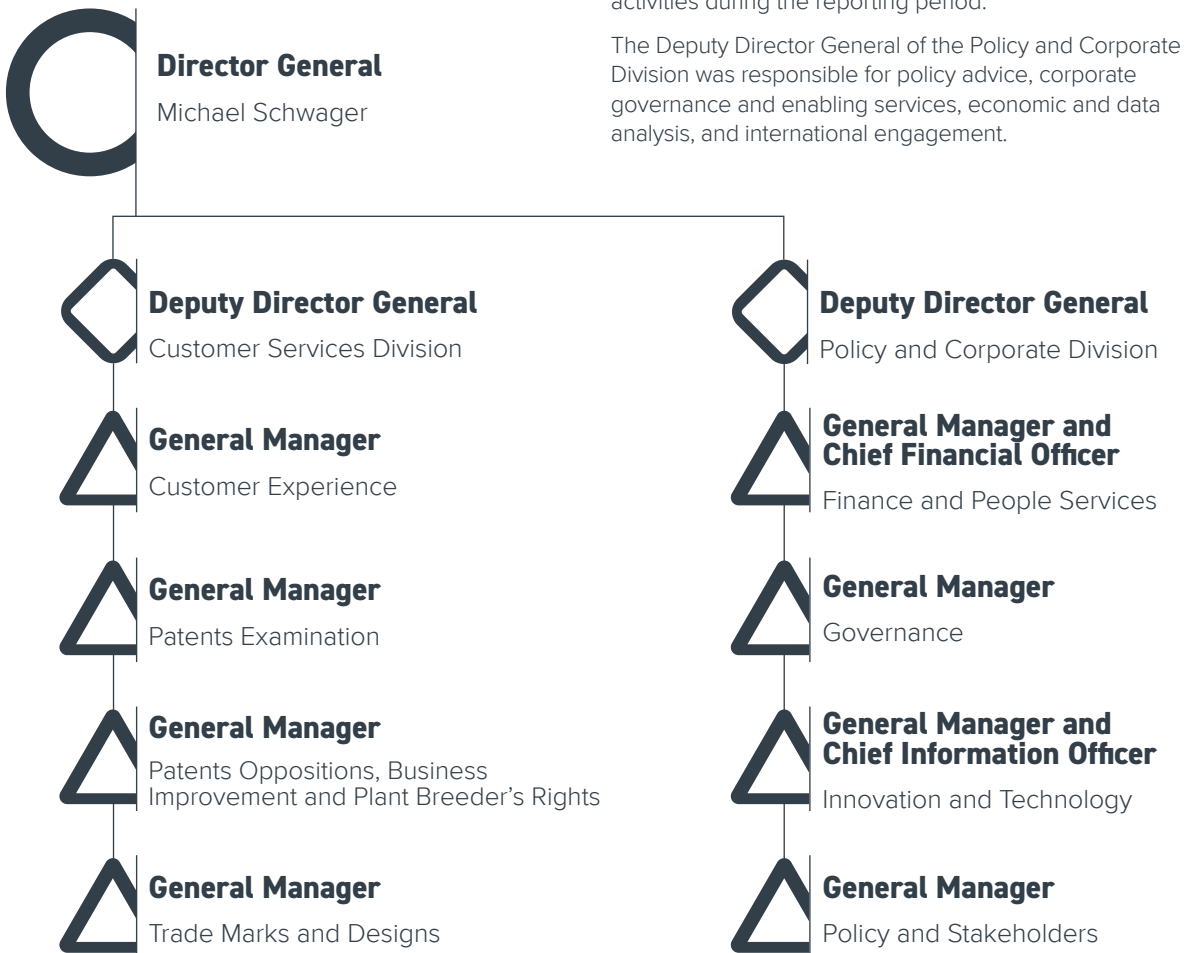 activities during the reporting period.
The Deputy Director General of the Policy and Corporate
Division was responsible for policy advice, corporate
governance and enabling services, economic and data
analysis, and international engagement.
Director General
Michael Schwager
Deputy Director General
Customer Services Division
General Manager
Customer Experience
General Manager
Patents Examination
General Manager
Patents Oppositions, Business
Improvement and Plant Breeder's Rights
General Manager
Trade Marks and Designs
Deputy Director General
Policy and Corporate Division
General Manager and
Chief Financial Officer
Finance and People Services
General Manager
Governance
General Manager and
Chief Information Officer
Innovation and Technology
General Manager
Policy and Stakeholders